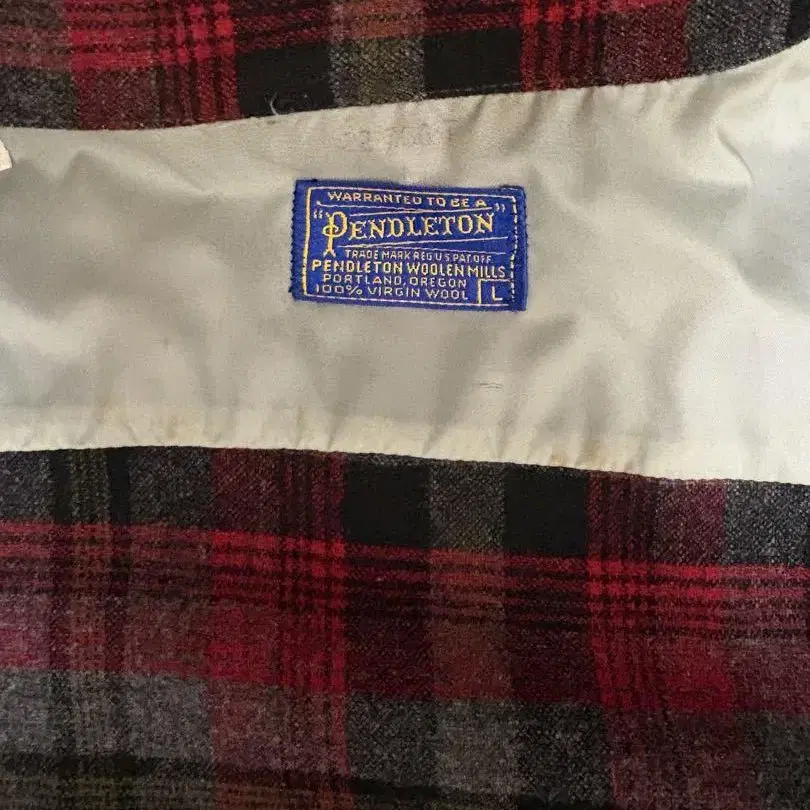 WARRANTED TO BE A
"PENDLETON"
TRADE MARK REG U S PAT OFF
PENDLETON WOOLEN MILLS
PORTLAND, OREGON
100% VIRGIN WOOL L